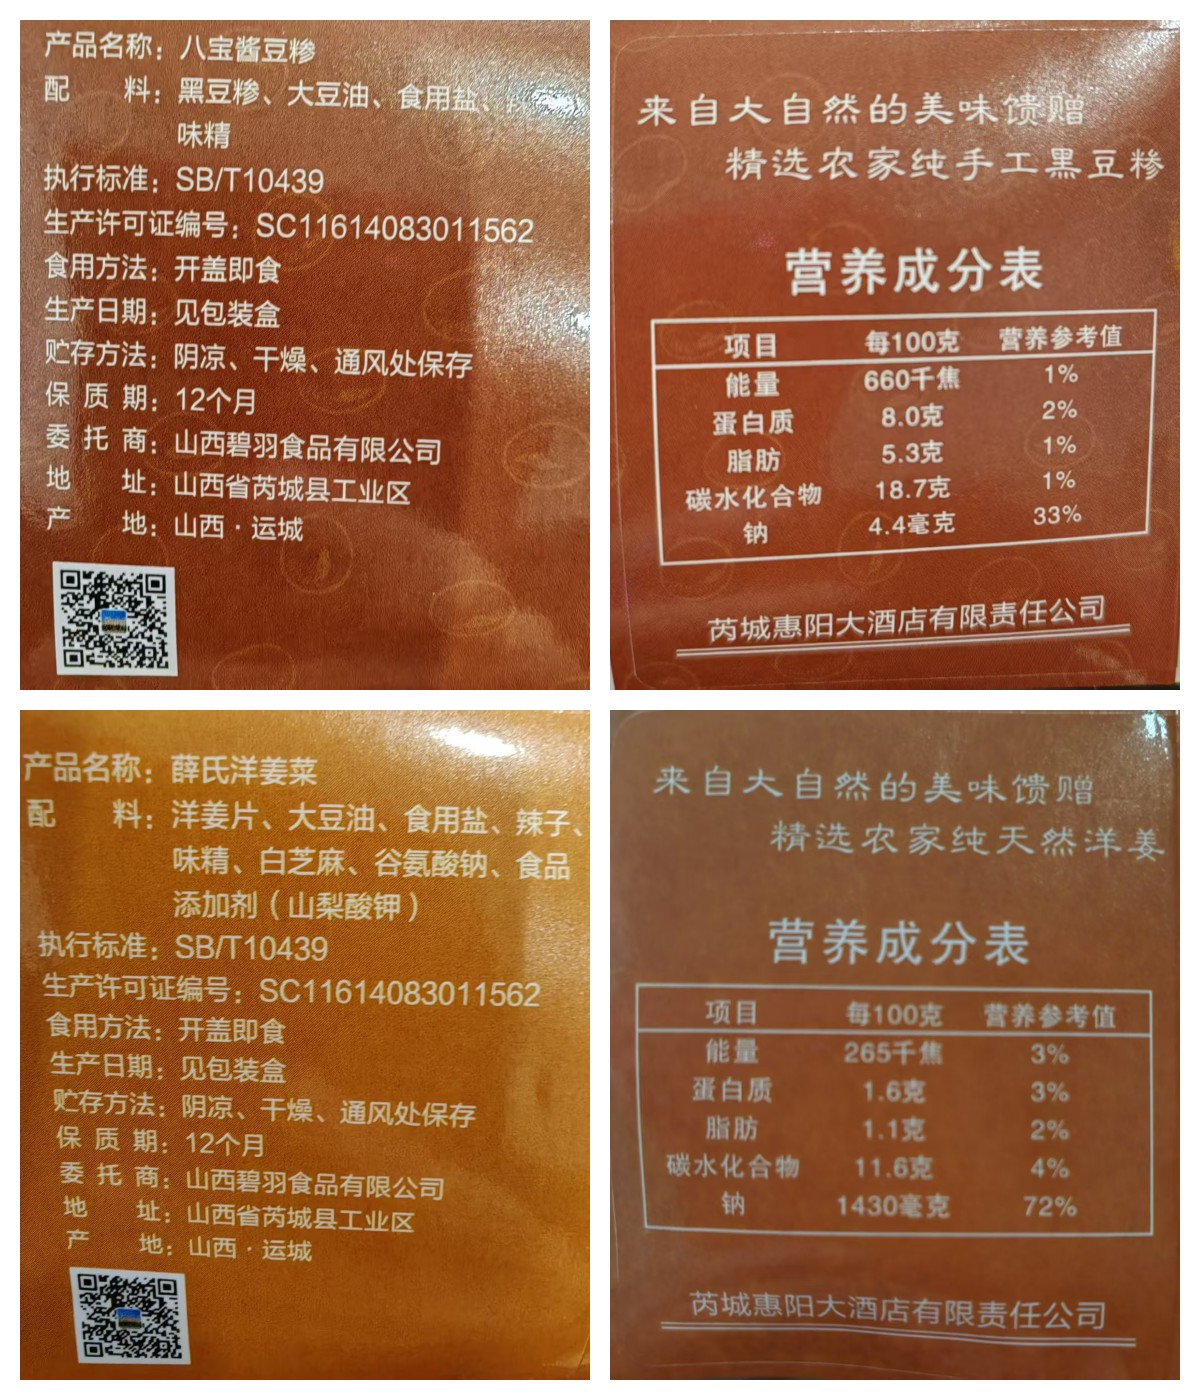 产品名称：八宝酱豆糁
配 料：黑豆糁、大豆油、食用盐、
味精
执行标准：SB/T10439
生产许可证编号：SC11614083011562
食用方法：开盖即食
生产日期：见包装盒
贮存方法：阴凉、干燥、通风处保存
保 质 期：12个月
委 托 商：山西碧羽食品有限公司
地 址：山西省芮城县工业区
产 地：山西·运城
来自大自然的美味馈赠
精选农家纯手工黑豆糁
营养成分表
项目 每100克 营养参考值
能量 660千焦 1%
蛋白质 8.0克 2%
脂肪 5.3克 1%
碳水化合物 18.7克 1%
钠 4.4毫克 33%
芮城惠阳大酒店有限责任公司
产品名称：薛氏洋姜菜
配 料：洋姜片、大豆油、食用盐、辣子、
味精、白芝麻、谷氨酸钠、食品
添加剂（山梨酸钾）
执行标准：SB/T10439
生产许可证编号：SC11614083011562
食用方法：开盖即食
生产日期：见包装盒
贮存方法：阴凉、干燥、通风处保存
保 质 期：12个月
委 托 商：山西碧羽食品有限公司
地 址：山西省芮城县工业区
产 地：山西·运城
来自大自然的美味馈赠
精选农家纯天然洋姜
营养成分表
项目 每100克 营养参考值
能量 265千焦 3%
蛋白质 1.6克 3%
脂肪 1.1克 2%
碳水化合物 11.6克 4%
钠 1430毫克 72%
芮城惠阳大酒店有限责任公司